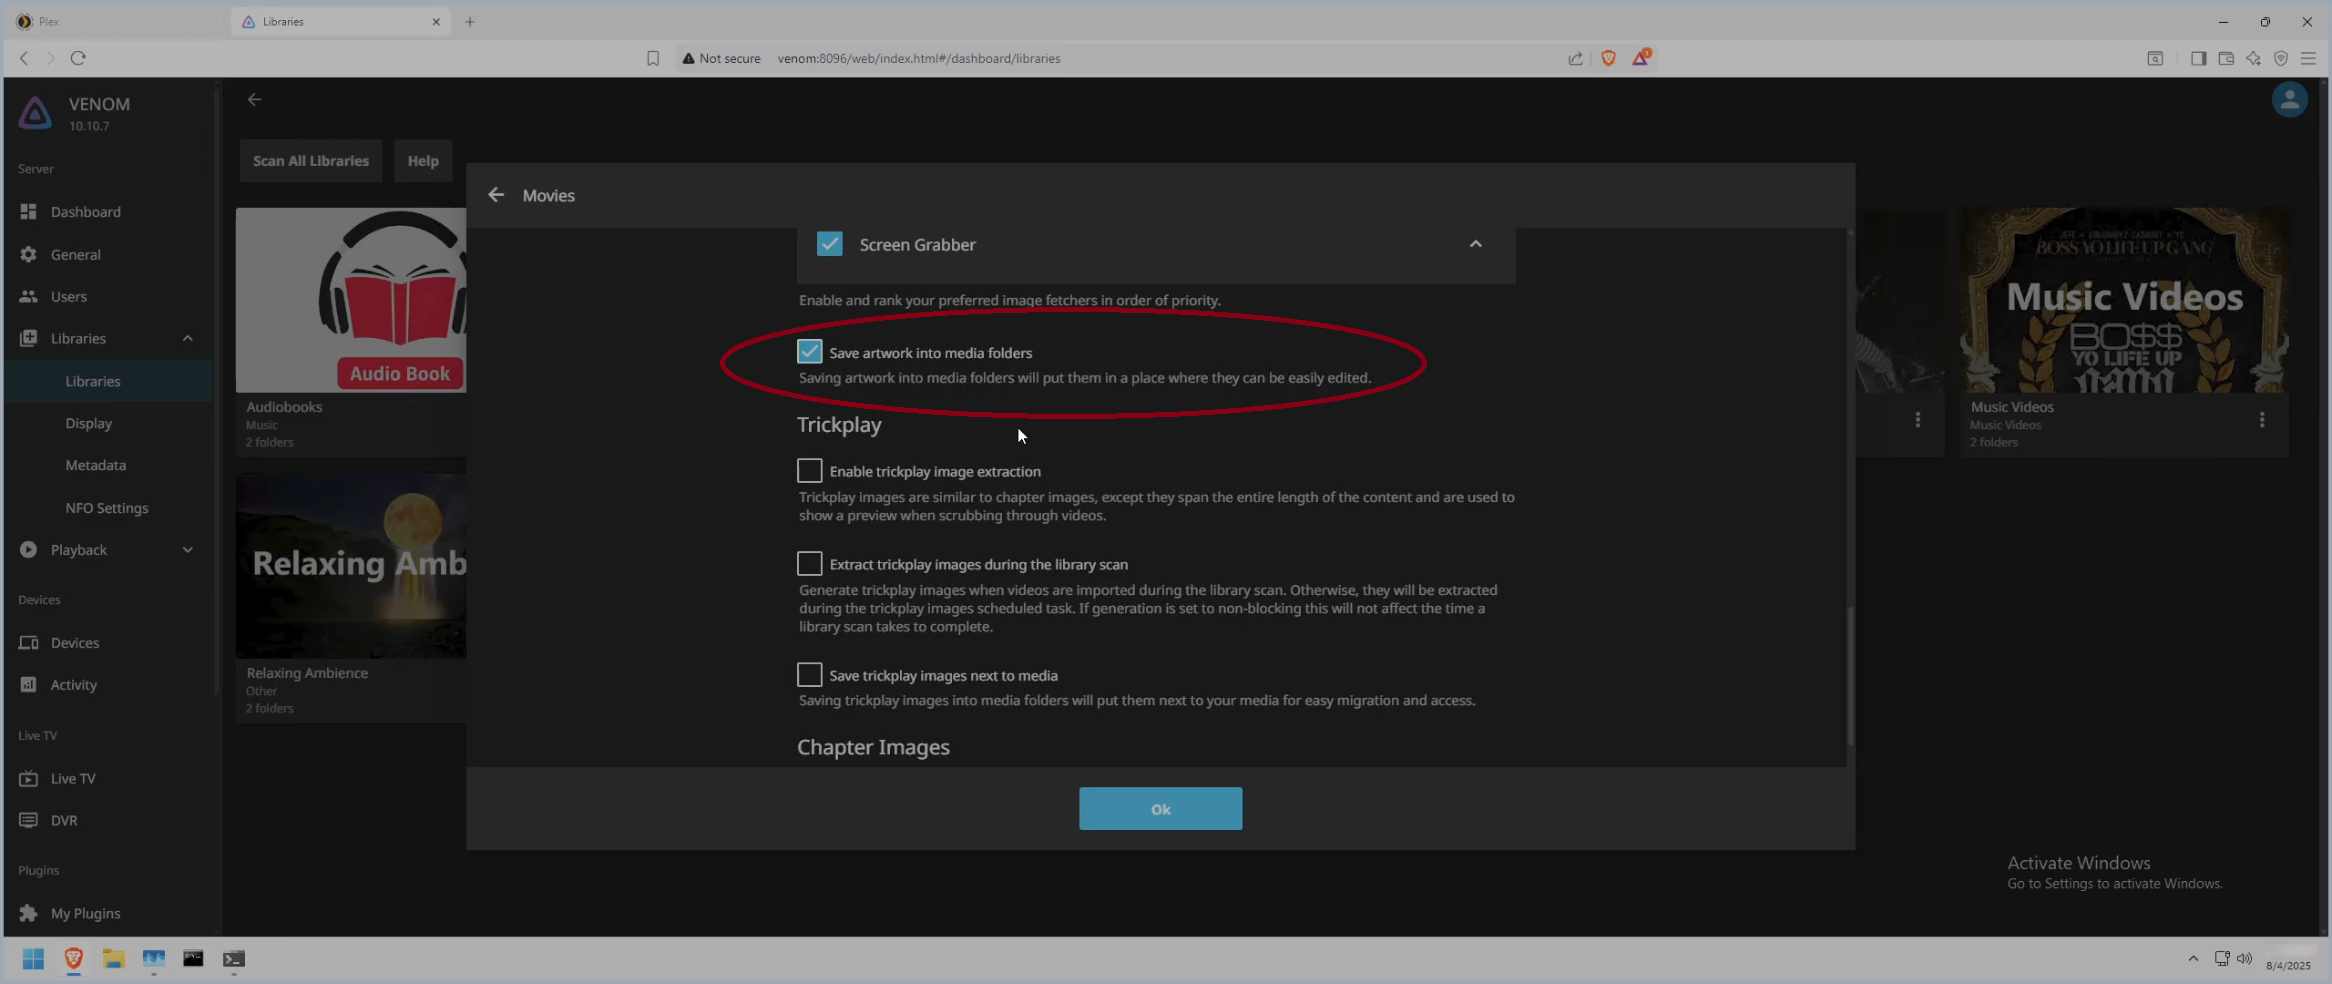 Plex
Libraries
Not secure
venom:8096/web/index.html#/dashboard/libraries
1
VENOM
10.10.7
Server
Dashboard
General
Users
Libraries
Libraries
Display
Metadata
NFO Settings
Playback
Devices
Devices
Activity
Live TV
Live TV
DVR
Plugins
My Plugins
Scan All Libraries
Help
Audio Book
Audiobooks
Music
2 folders
Relaxing Amb
Relaxing Ambience
Other
2 folders
Movies
Screen Grabber
Enable and rank your preferred image fetchers in order of priority.
Save artwork into media folders
Saving artwork into media folders will put them in a place where they can be easily edited.
Trickplay
Enable trickplay image extraction
Trickplay images are similar to chapter images, except they span the entire length of the content and are used to
show a preview when scrubbing through videos.
Extract trickplay images during the library scan
Generate trickplay images when videos are imported during the library scan. Otherwise, they will be extracted
during the trickplay images scheduled task. If generation is set to non-blocking this will not affect the time a
library scan takes to complete.
Save trickplay images next to media
Saving trickplay images into media folders will put them next to your media for easy migration and access.
Chapter Images
Ok
BOSS YO LIFE UP GANG
Music Videos
BO$$
YO LIFE UP
Music Videos
Music Videos
2 folders
Activate Windows
Go to Settings to activate Windows.
8/4/2025